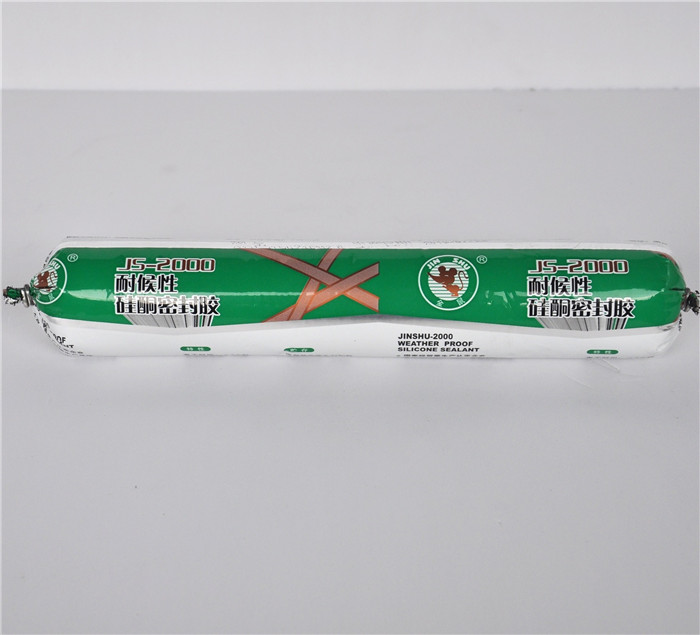 JS-2000
耐候性
硅酮密封胶
JIN SHU
®
JS-2000
耐候性
硅酮密封胶
JINSHU-2000
WEATHER PROOF
SILICONE SEALANT